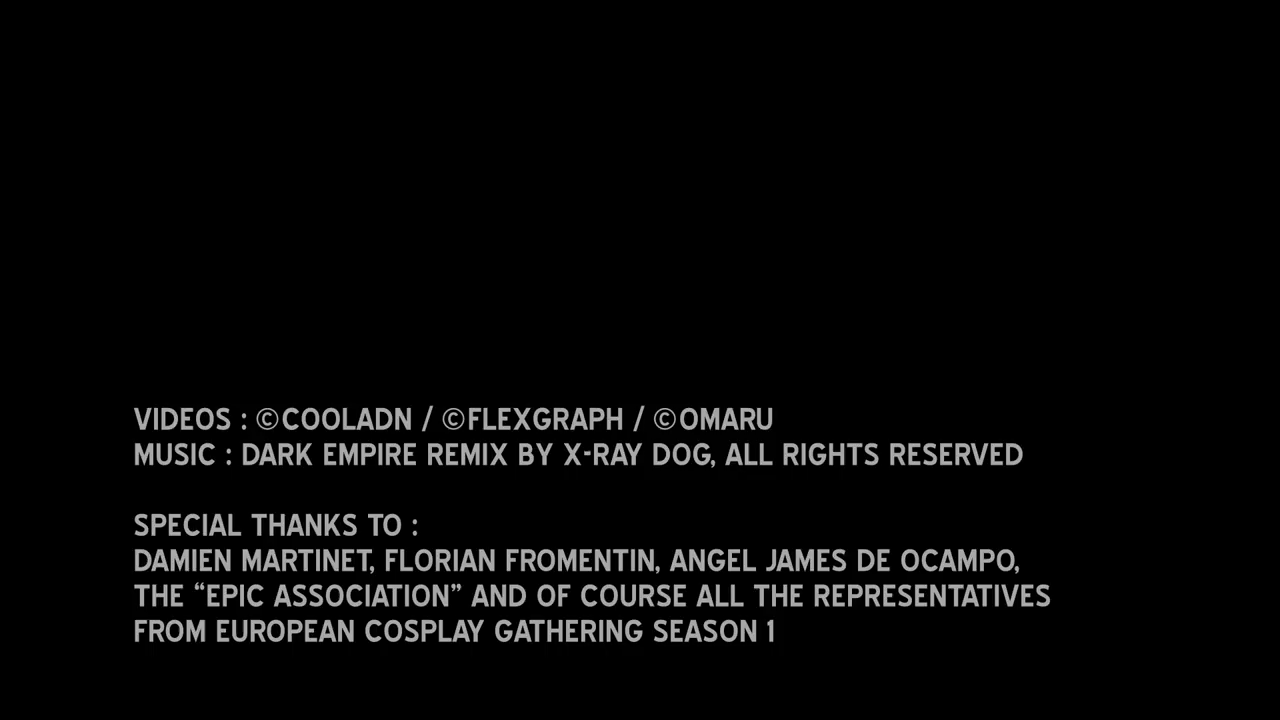 VIDEOS : ©COOLADN / ©FLEXGRAPH / ©OMARU
MUSIC : DARK EMPIRE REMIX BY X-RAY DOG, ALL RIGHTS RESERVED
SPECIAL THANKS TO :
DAMIEN MARTINET, FLORIAN FROMENTIN, ANGEL JAMES DE OCAMPO,
THE “EPIC ASSOCIATION” AND OF COURSE ALL THE REPRESENTATIVES
FROM EUROPEAN COSPLAY GATHERING SEASON 1